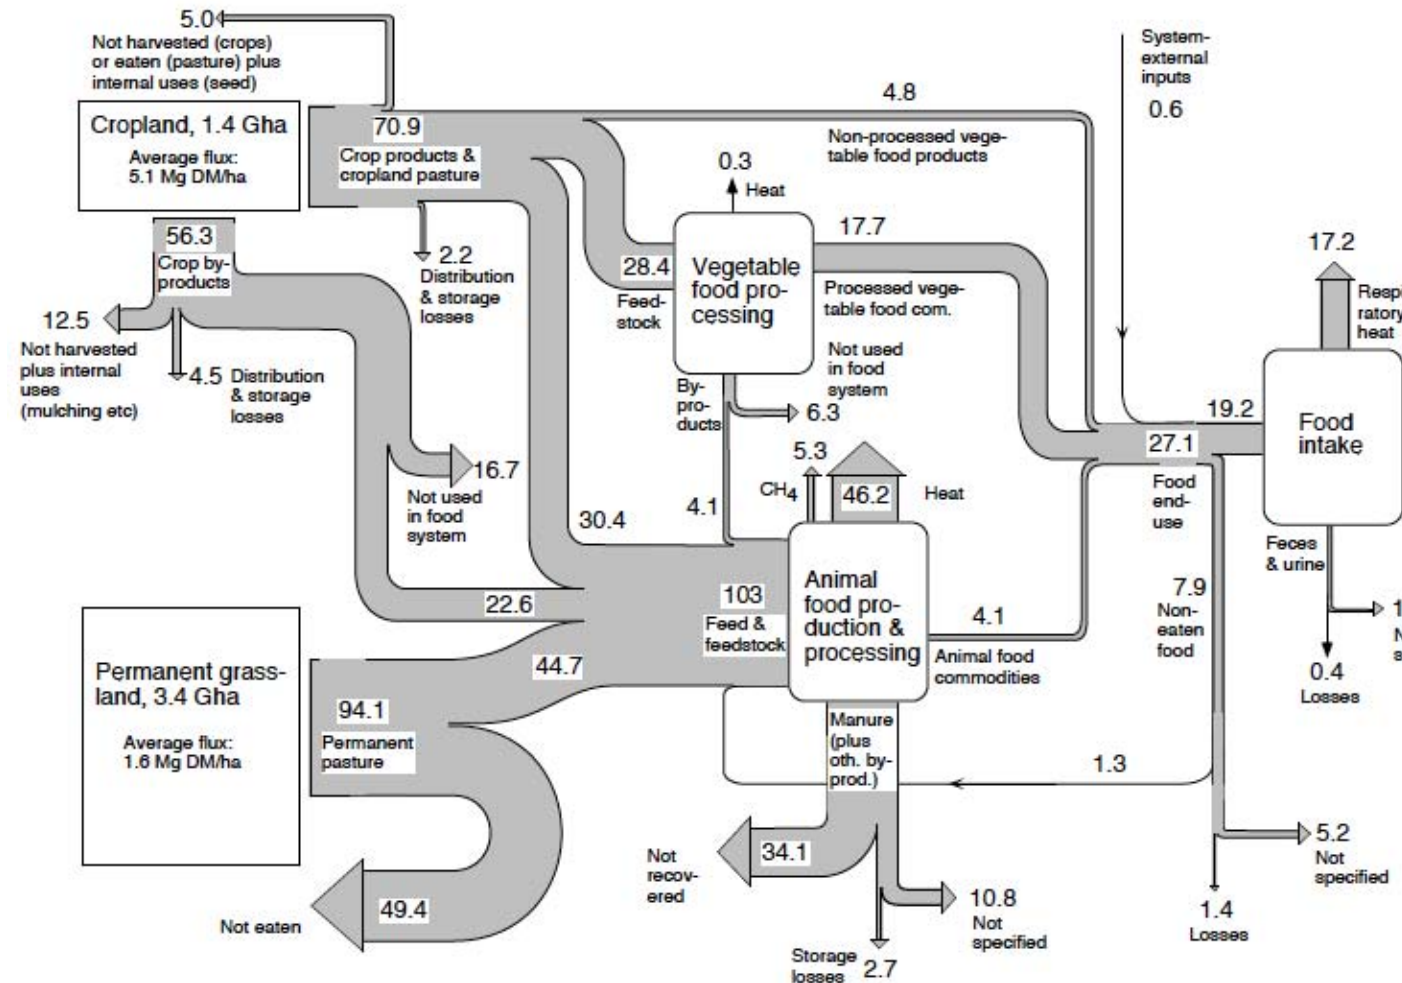 5.0
Not harvested (crops)
or eaten (pasture) plus
internal uses (seed)
Cropland, 1.4 Gha
Average flux:
5.1 Mg DM/ha
70.9
Crop products &
cropland pasture
4.8
Non-processed vege-
table food products
System-
external
inputs
0.6
56.3
Crop by-
products
2.2
Distribution
& storage
losses
12.5
Not harvested
plus internal
uses
(mulching etc)
4.5
Distribution
& storage
losses
16.7
Not used
in food
system
0.3
Heat
28.4
Feed-
stock
Vegetable
food pro-
cessing
17.7
Processed vege-
table food com.
Not used
in food
system
6.3
By-
pro-
ducts
4.1
5.3
CH4
46.2
Heat
17.2
ratory
heat
19.2
27.1
Food
end-
use
Food
intake
Feces
& urine
0.4
Losses
30.4
22.6
103
Feed &
feedstock
Animal
food pro-
duction &
processing
4.1
Animal food
commodities
7.9
Non-
eaten
food
Permanent grass-
land, 3.4 Gha
Average flux:
1.6 Mg DM/ha
94.1
Permanent
pasture
44.7
49.4
Not eaten
Manure
(plus
oth. by-
prod.)
1.3
34.1
Not
recov-
ered
10.8
Not
specified
Storage
losses
2.7
5.2
Not
specified
1.4
Losses